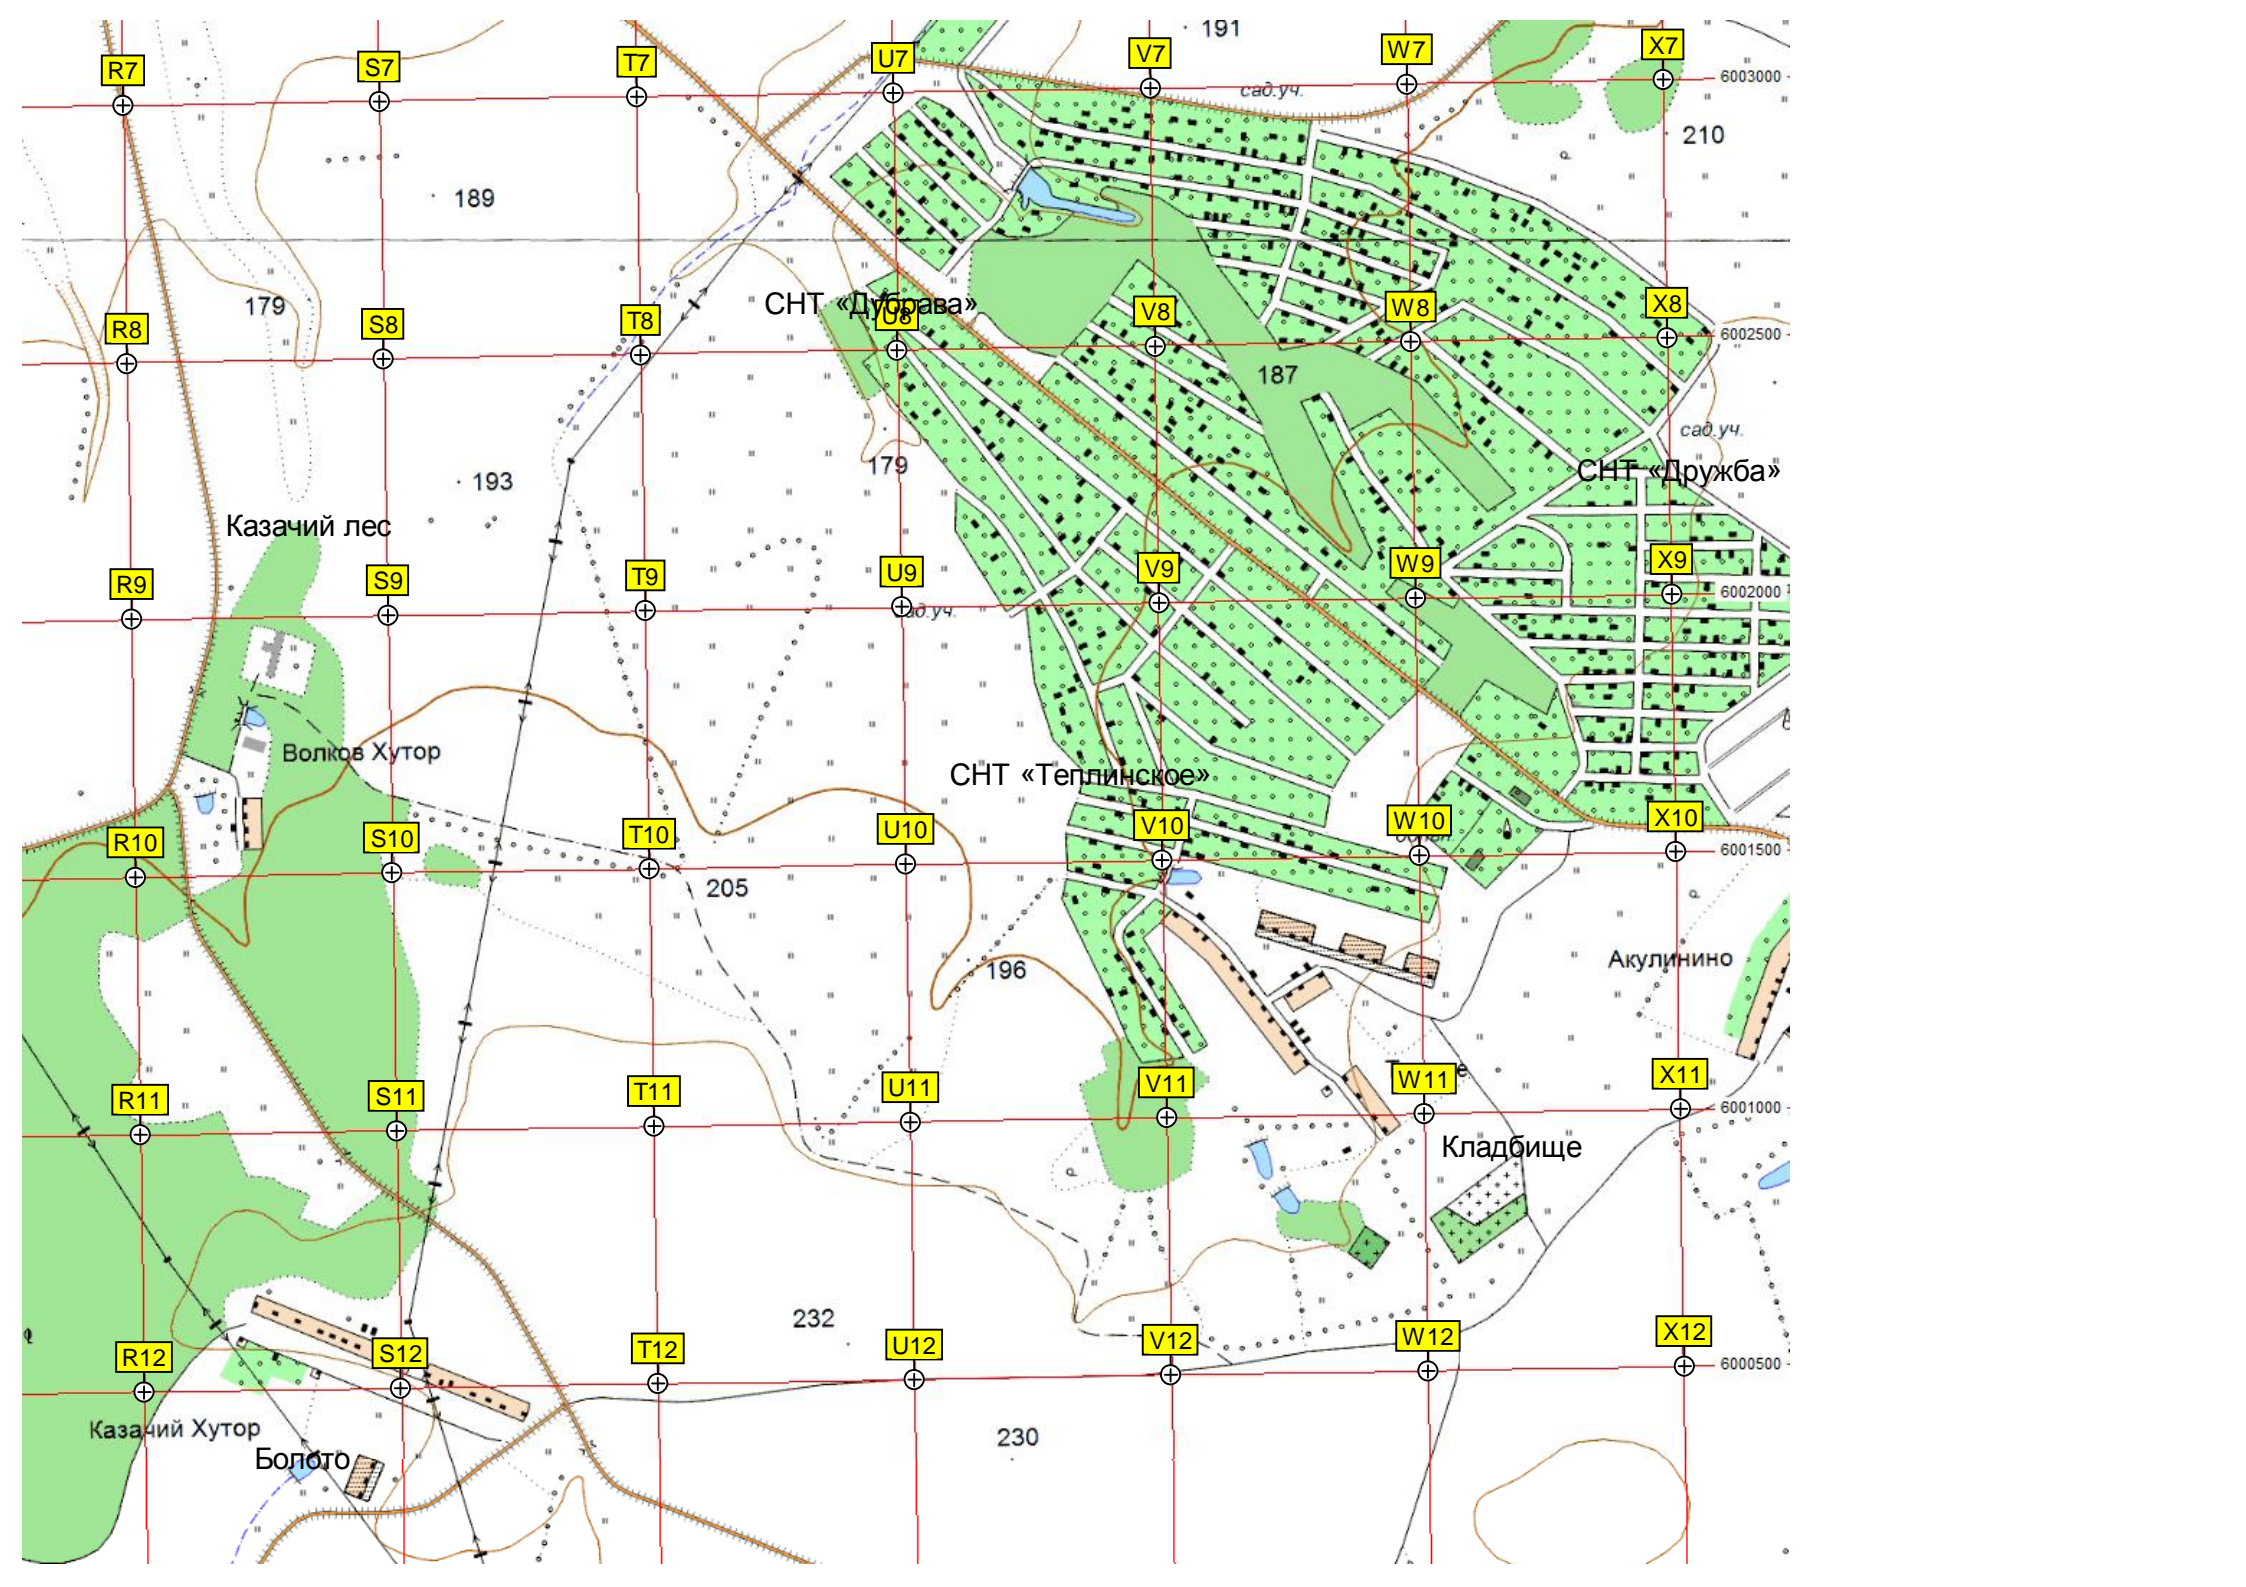 191
R7 S7 T7 U7 V7 W7 X7
6003000
сад.уч.
210
189
179
СНТ «Дубрава»
R8 S8 T8 U8 V8 W8 X8
6002500
187
сад.уч.
179
193
СНТ «Дружба»
Казачий лес
R9 S9 T9 U9 V9 W9 X9
6002000
Волков Хутор
СНТ «Теплинское»
R10 S10 T10 U10 V10 W10 X10
6001500
205
196
Акулинино
R11 S11 T11 U11 V11 W11 X11
6001000
Кладбище
232
R12 S12 T12 U12 V12 W12 X12
6000500
Казачий Хутор
230
Болото